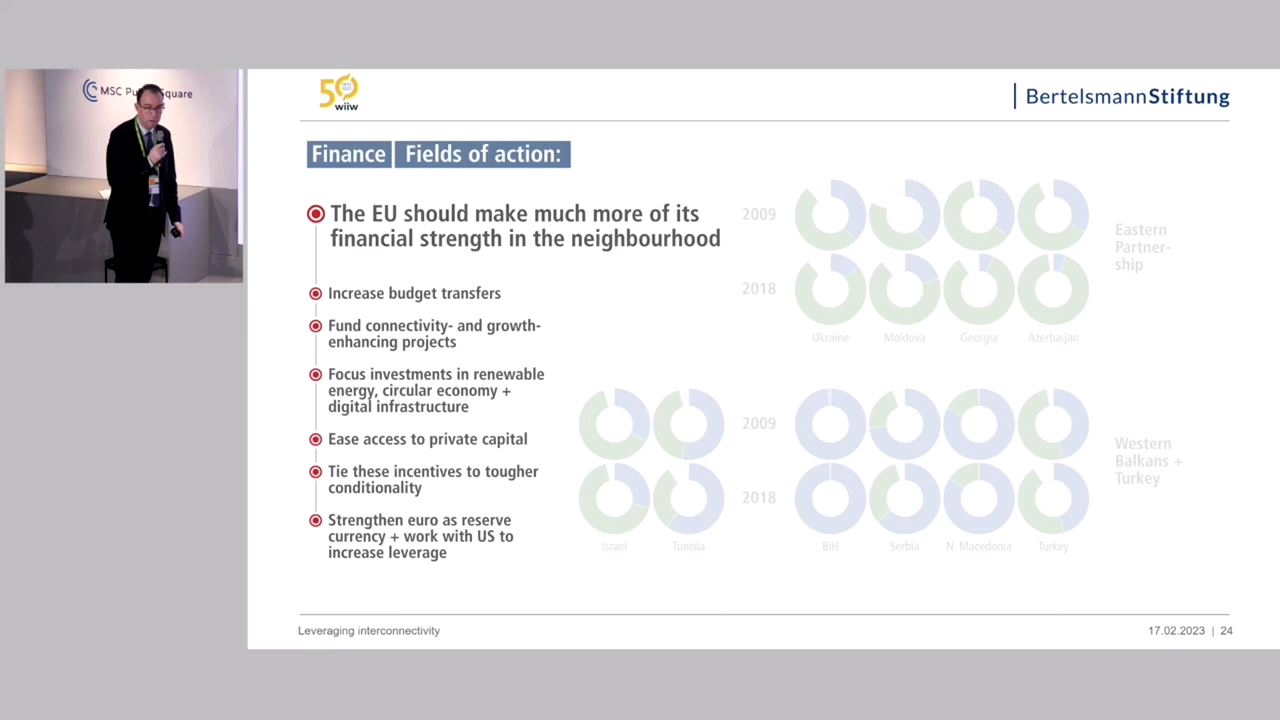 MSC Pu Square
50
wiiw
BertelsmannStiftung
Finance Fields of action:
The EU should make much more of its
financial strength in the neighbourhood
Increase budget transfers
Fund connectivity- and growth-
enhancing projects
Focus investments in renewable
energy, circular economy +
digital infrastructure
Ease access to private capital
Tie these incentives to tougher
conditionality
Strengthen euro as reserve
currency + work with US to
increase leverage
2009
2018
Ukraine Moldova Georgia Azerbaijan
Eastern
Partner-
ship
2009
2018
Israel Tunisia BiH Serbia N. Macedonia Turkey
Western
Balkans +
Turkey
Leveraging interconnectivity
17.02.2023 | 24